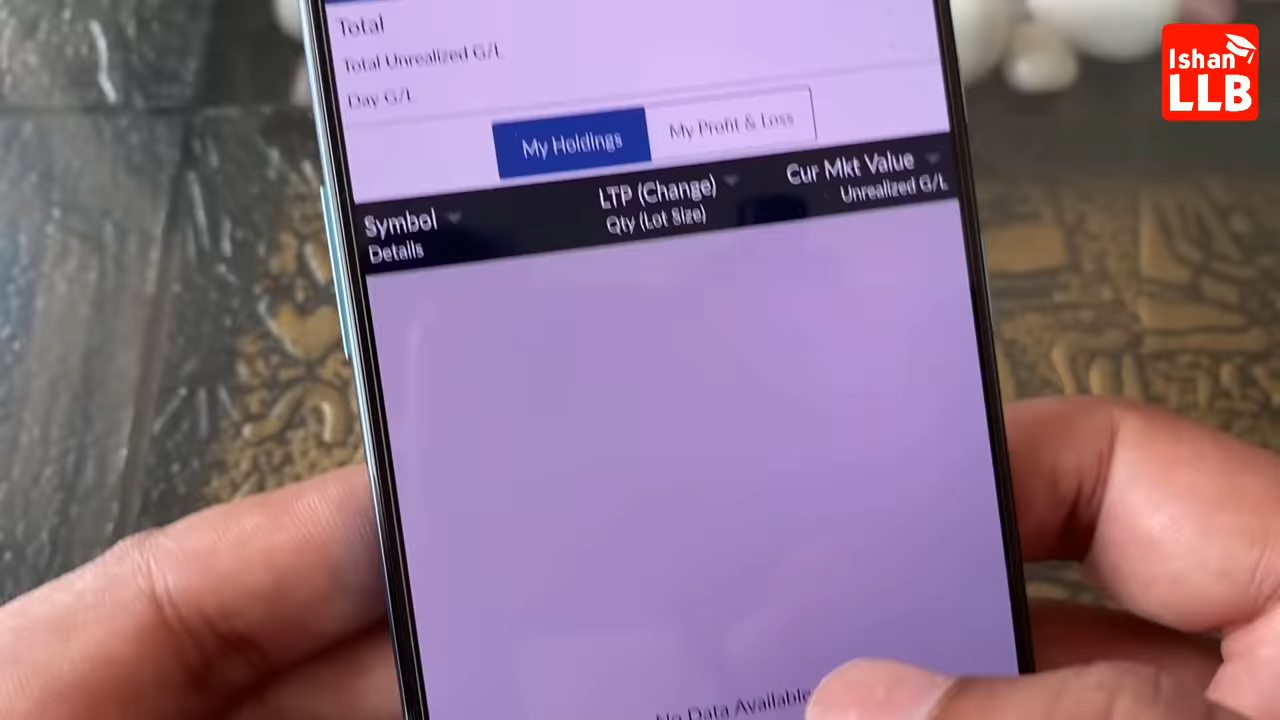 Total
Total Unrealized G/L
Day G/L
My Holdings
My Profit & Loss
Symbol
Details
LTP (Change)
Qty (Lot Size)
Cur Mkt Value
Unrealized G/L
No Data Available
Ishan
LLB